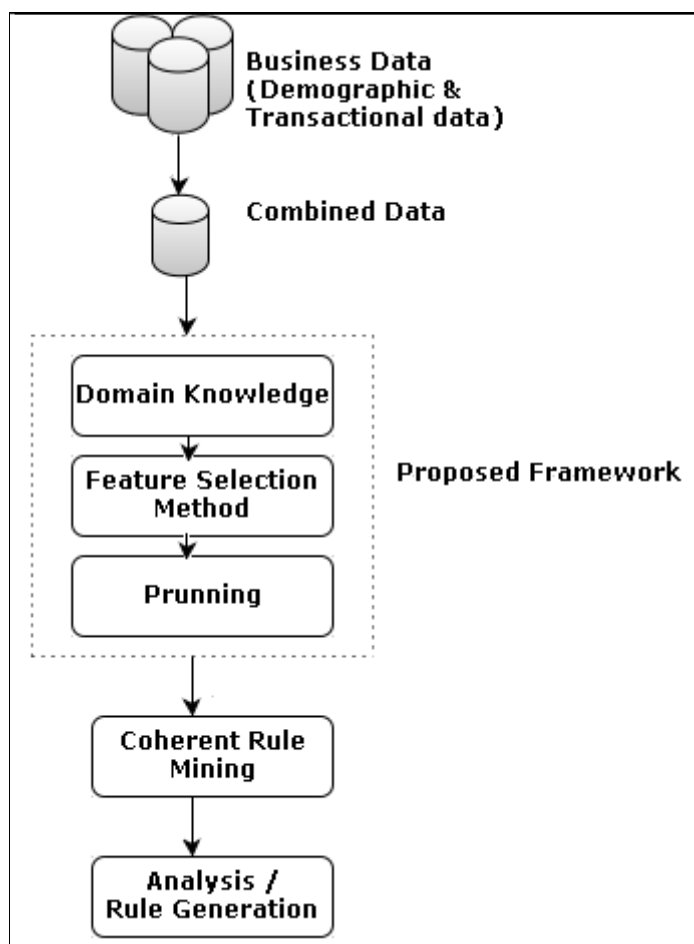 Business Data
(Demographic &
Transactional data)
Combined Data
Domain Knowledge
Feature Selection
Method
Prunning
Proposed Framework
Coherent Rule
Mining
Analysis /
Rule Generation